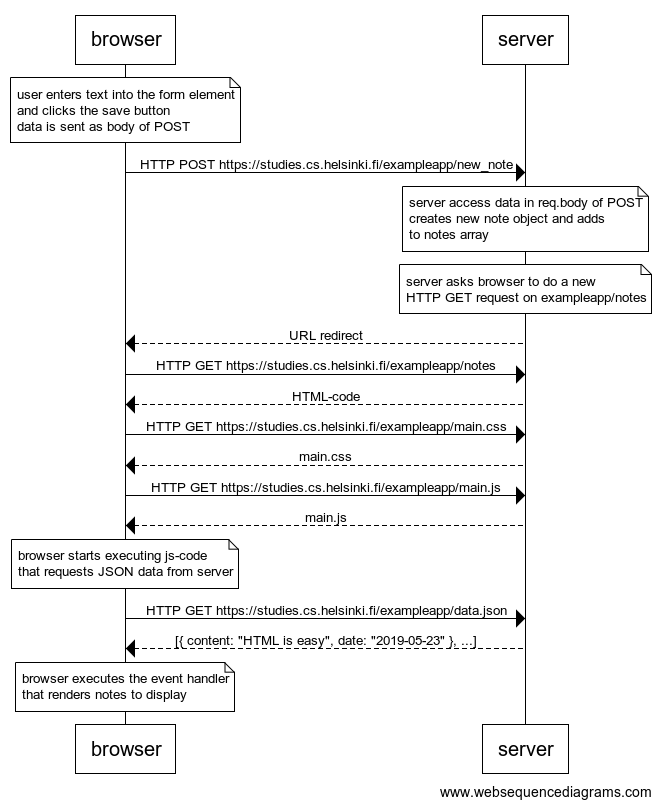 browser
server
user enters text into the form element
and clicks the save button
data is sent as body of POST
HTTP POST https://studies.cs.helsinki.fi/exampleapp/new_note
server access data in req.body of POST
creates new note object and adds
to notes array
server asks browser to do a new
HTTP GET request on exampleapp/notes
URL redirect
HTTP GET https://studies.cs.helsinki.fi/exampleapp/notes
HTML-code
HTTP GET https://studies.cs.helsinki.fi/exampleapp/main.css
main.css
HTTP GET https://studies.cs.helsinki.fi/exampleapp/main.js
main.js
browser starts executing js-code
that requests JSON data from server
HTTP GET https://studies.cs.helsinki.fi/exampleapp/data.json
[{ content: "HTML is easy", date: "2019-05-23" }, ...]
browser executes the event handler
that renders notes to display
browser
server
www.websequencediagrams.com